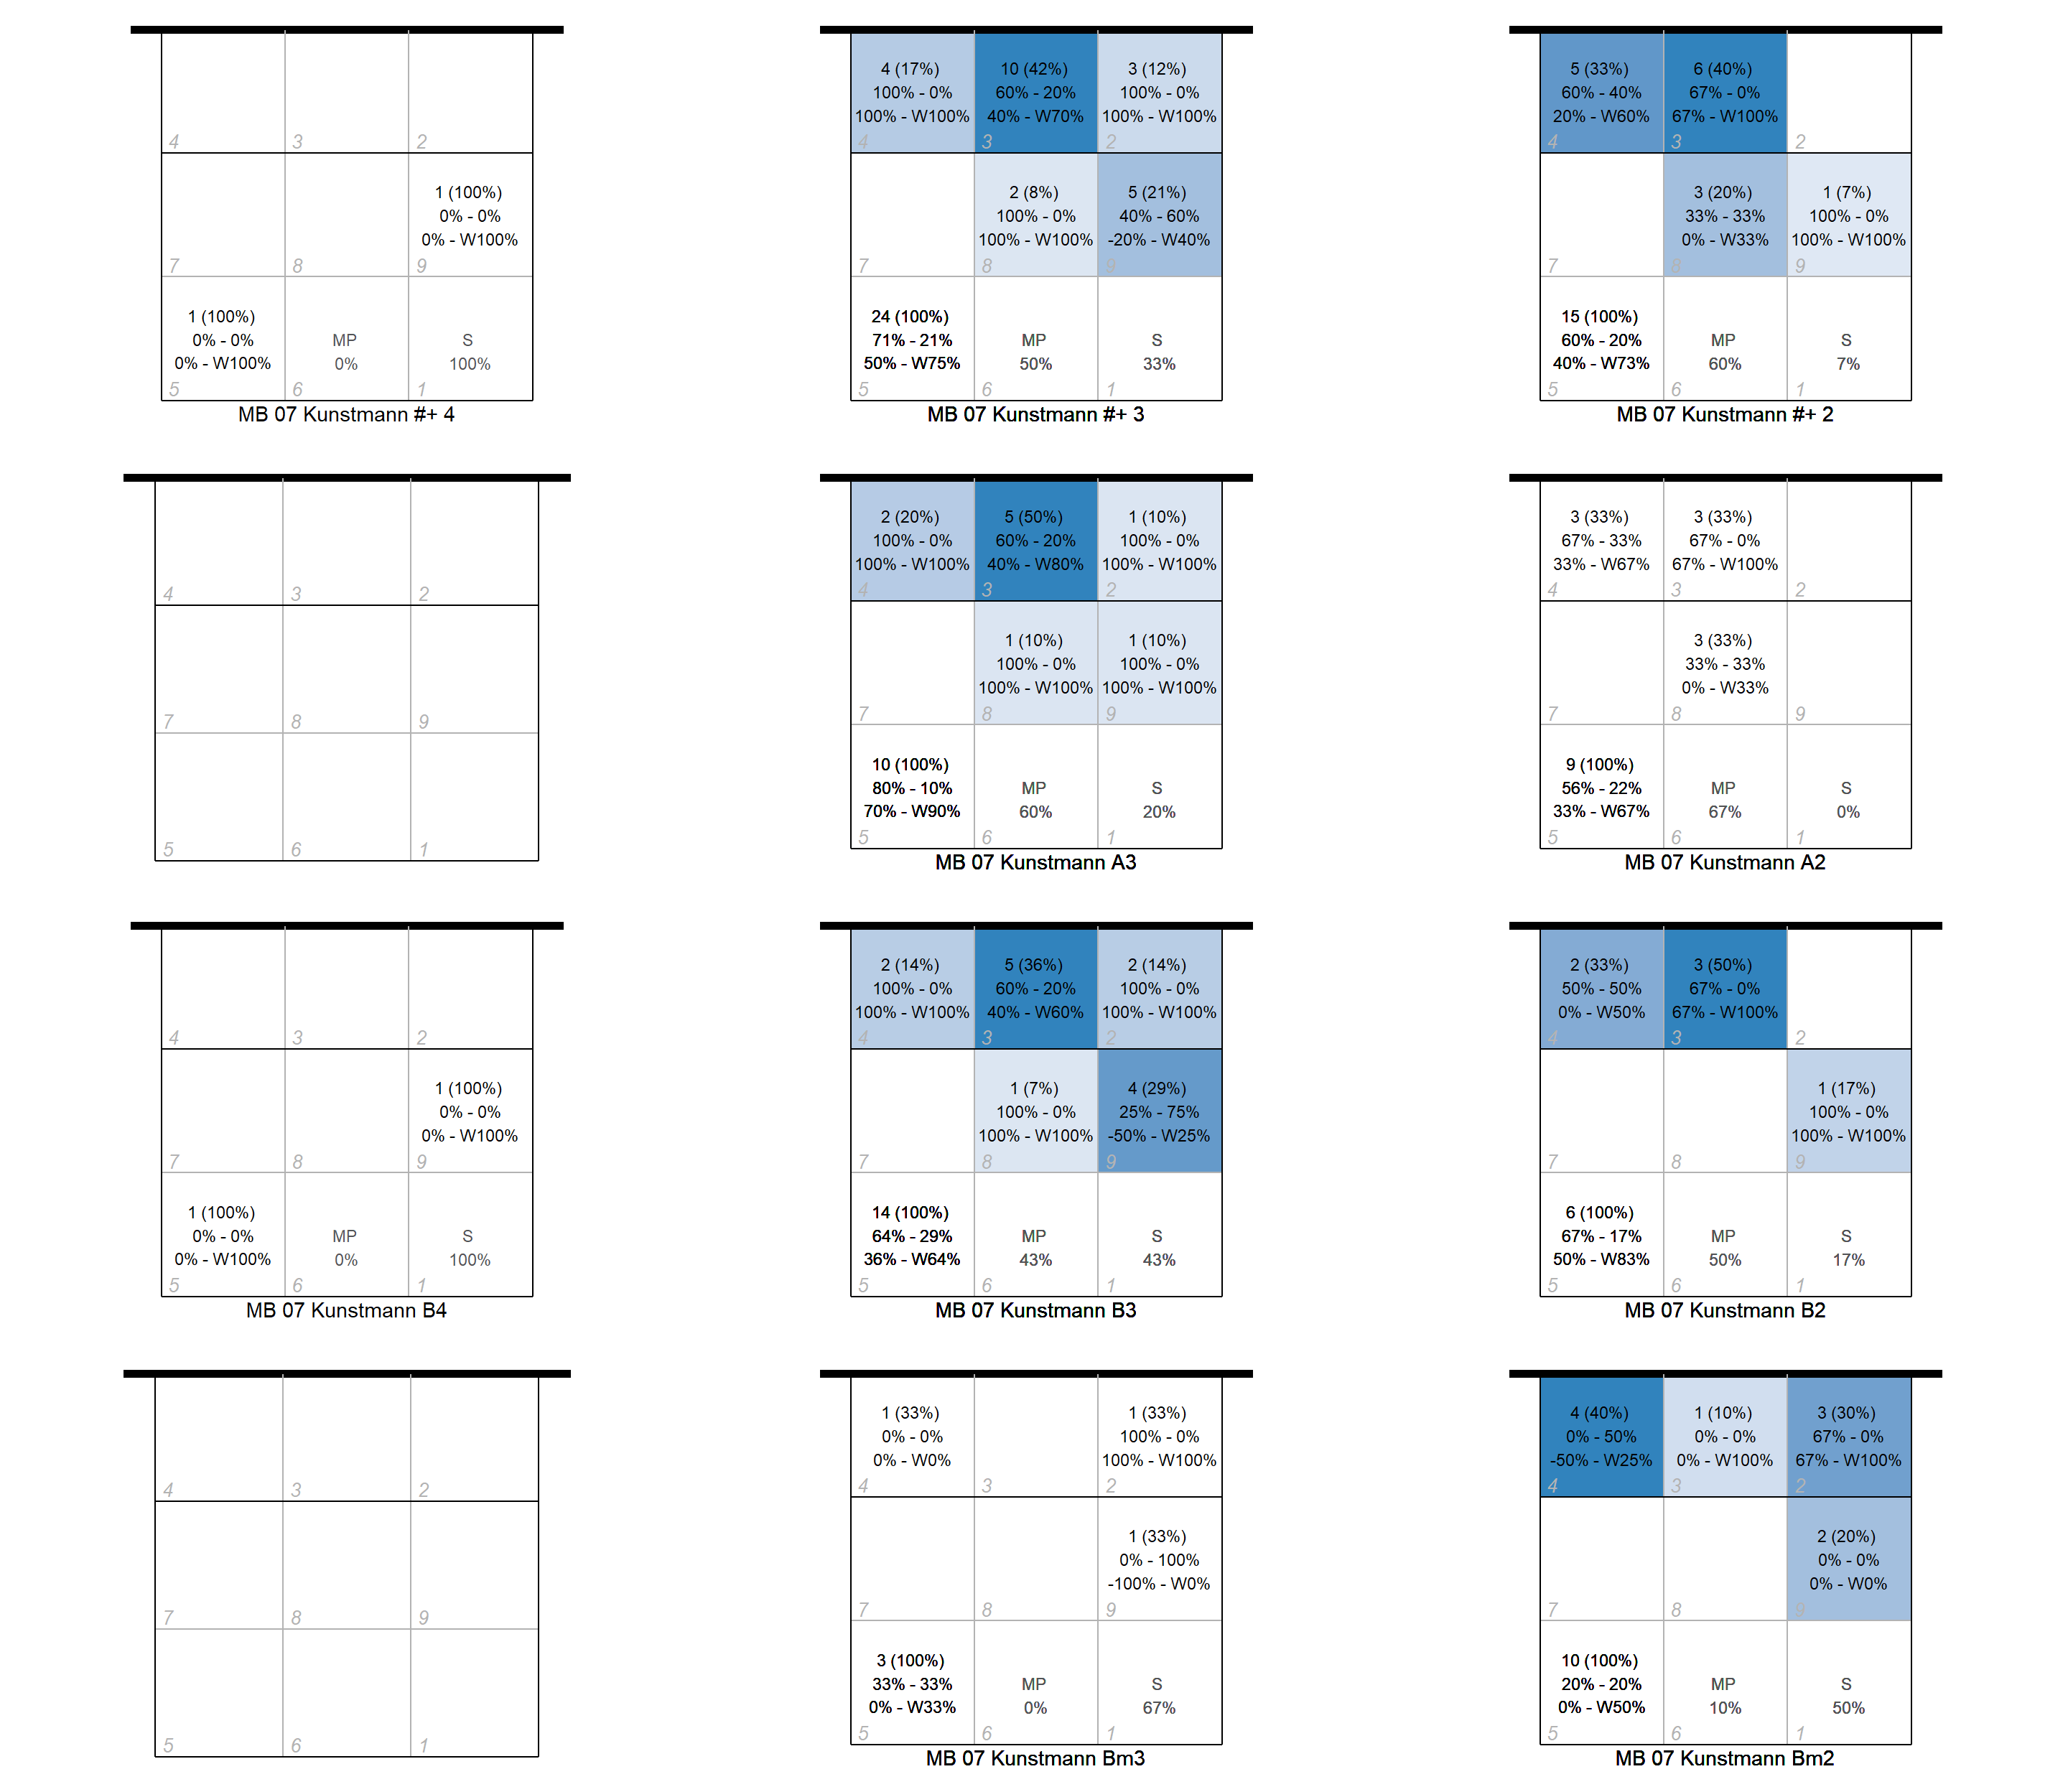 4 3 2
1 (100%)
0% - 0%
0% - W100%
7 8 9
1 (100%)
0% - 0%
0% - W100%
MP
0%
S
100%
5 6 1
MB 07 Kunstmann #+ 4
4 (17%)
100% - 0%
100% - W100%
10 (42%)
60% - 20%
40% - W70%
3 (12%)
100% - 0%
100% - W100%
4 3 2
2 (8%)
100% - 0%
100% - W100%
5 (21%)
40% - 60%
-20% - W40%
7 8 9
24 (100%)
71% - 21%
50% - W75%
MP
50%
S
33%
5 6 1
MB 07 Kunstmann #+ 3
5 (33%)
60% - 40%
20% - W60%
6 (40%)
67% - 0%
67% - W100%
4 3 2
3 (20%)
33% - 33%
0% - W33%
1 (7%)
100% - 0%
100% - W100%
7 8 9
15 (100%)
60% - 20%
40% - W73%
MP
60%
S
7%
5 6 1
MB 07 Kunstmann #+ 2
4 3 2
7 8 9
5 6 1
2 (20%)
100% - 0%
100% - W100%
5 (50%)
60% - 20%
40% - W80%
1 (10%)
100% - 0%
100% - W100%
4 3 2
1 (10%)
100% - 0%
100% - W100%
1 (10%)
100% - 0%
100% - W100%
7 8 9
10 (100%)
80% - 10%
70% - W90%
MP
60%
S
20%
5 6 1
MB 07 Kunstmann A3
3 (33%)
67% - 33%
33% - W67%
3 (33%)
67% - 0%
67% - W100%
4 3 2
3 (33%)
33% - 33%
0% - W33%
7 8 9
9 (100%)
56% - 22%
33% - W67%
MP
67%
S
0%
5 6 1
MB 07 Kunstmann A2
4 3 2
1 (100%)
0% - 0%
0% - W100%
7 8 9
1 (100%)
0% - 0%
0% - W100%
MP
0%
S
100%
5 6 1
MB 07 Kunstmann B4
2 (14%)
100% - 0%
100% - W100%
5 (36%)
60% - 20%
40% - W60%
2 (14%)
100% - 0%
100% - W100%
4 3 2
1 (7%)
100% - 0%
100% - W100%
4 (29%)
25% - 75%
-50% - W25%
7 8 9
14 (100%)
64% - 29%
36% - W64%
MP
43%
S
43%
5 6 1
MB 07 Kunstmann B3
2 (33%)
50% - 50%
0% - W50%
3 (50%)
67% - 0%
67% - W100%
4 3 2
1 (17%)
100% - 0%
100% - W100%
7 8 9
6 (100%)
67% - 17%
50% - W83%
MP
50%
S
17%
5 6 1
MB 07 Kunstmann B2
4 3 2
7 8 9
5 6 1
1 (33%)
0% - 0%
0% - W0%
1 (33%)
100% - 0%
100% - W100%
4 3 2
1 (33%)
0% - 100%
-100% - W0%
7 8 9
3 (100%)
33% - 33%
0% - W33%
MP
0%
S
67%
5 6 1
MB 07 Kunstmann Bm3
4 (40%)
0% - 50%
-50% - W25%
1 (10%)
0% - 0%
0% - W100%
3 (30%)
67% - 0%
67% - W100%
4 3 2
2 (20%)
0% - 0%
0% - W0%
7 8 9
10 (100%)
20% - 20%
0% - W50%
MP
10%
S
50%
5 6 1
MB 07 Kunstmann Bm2